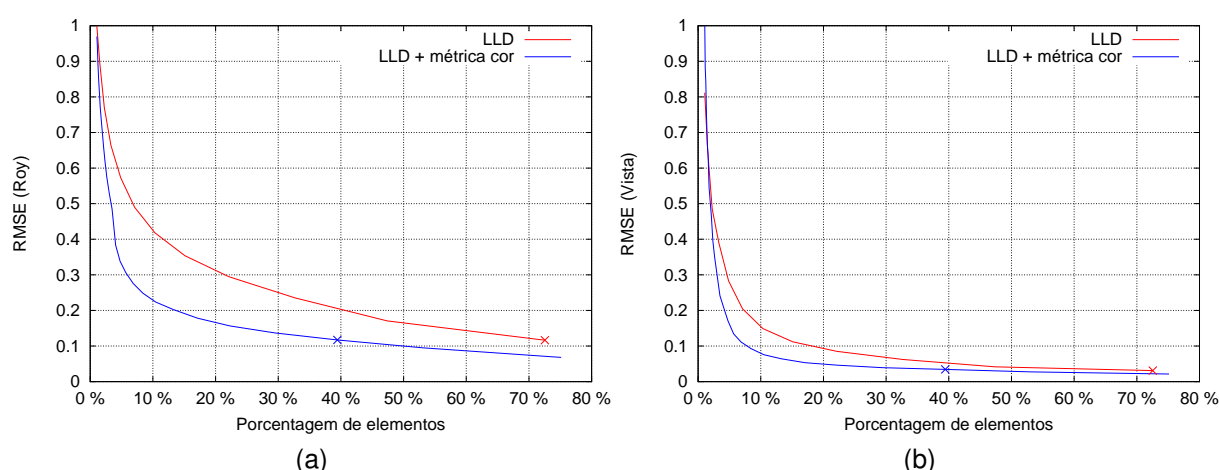 1
0.9
0.8
0.7
0.6
0.5
0.4
0.3
0.2
0.1
0
RMSE (Roy)
LLD
LLD + métrica cor
0 % 10 % 20 % 30 % 40 % 50 % 60 % 70 % 80 %
Porcentagem de elementos
(a)
1
0.9
0.8
0.7
0.6
0.5
0.4
0.3
0.2
0.1
0
RMSE (Vista)
LLD
LLD + métrica cor
0 % 10 % 20 % 30 % 40 % 50 % 60 % 70 % 80 %
Porcentagem de elementos
(b)